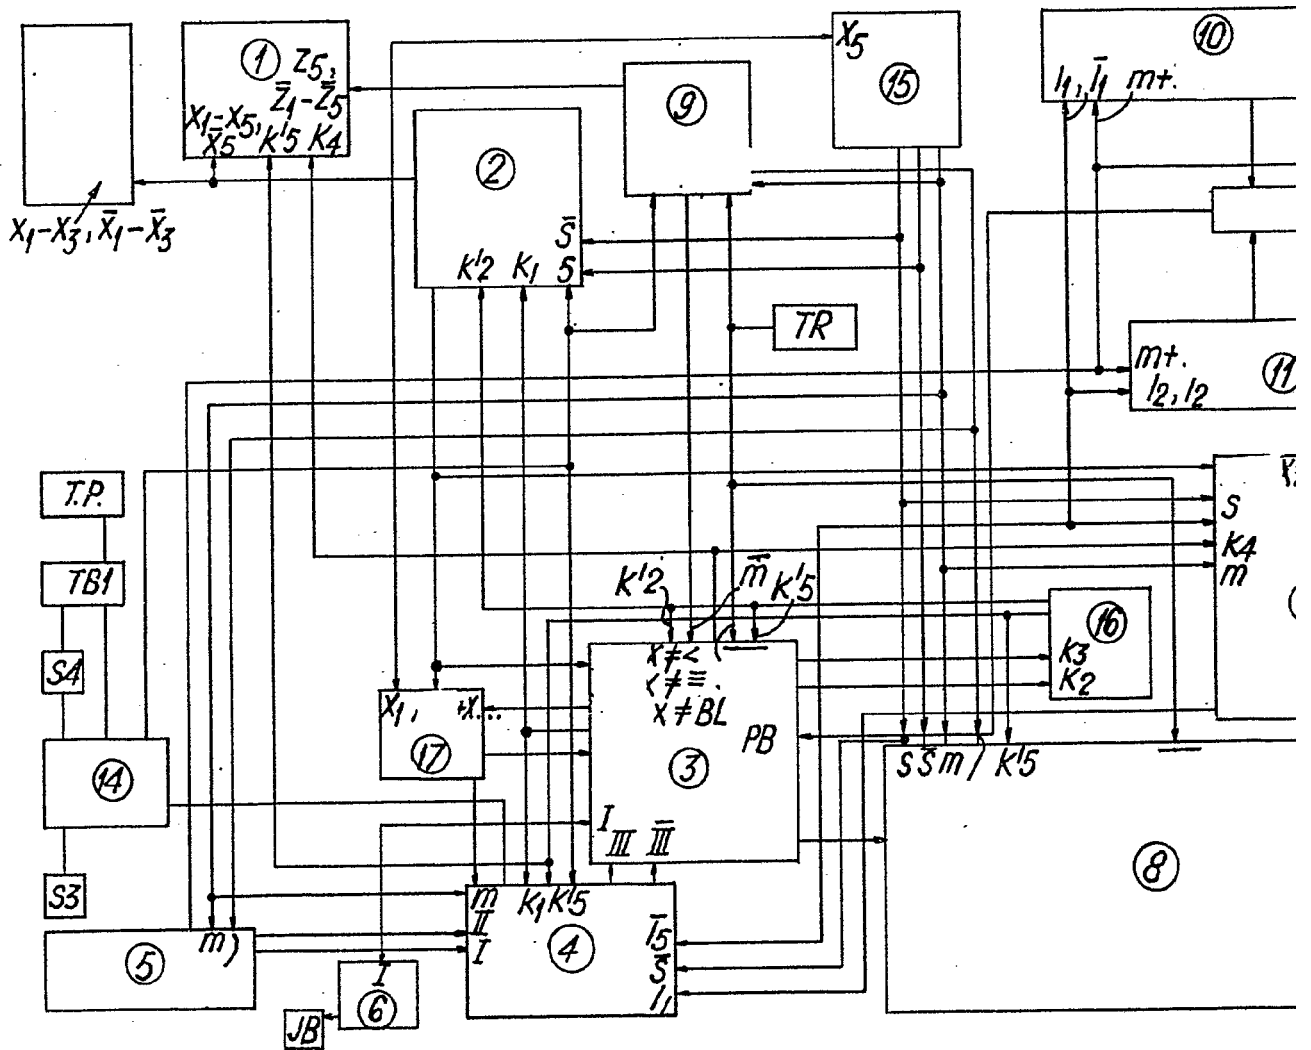 1
Z5,
Z̄1-Z̄5
X1-X5, K'5 K4
X̄5
X1-X3, X̄1-X̄3
2
S̄
K'2 K1 5
9
X5
15
10
I1, Ī1 m+.
TR
m+.
11
I2, I2
T.P.
TB1
S4
14
S3
S
K4
m
K'2 m̄ K'5
16
K3
K2
X≠<
<≠≡.
X≠BL
PB
3
I
III I̅I̅I̅
X1, +X...
17
S S̄ m ) K'5
8
m K1 K'5
II
I
4
Ī5
S̄
I1
m )
5
I
6
JB